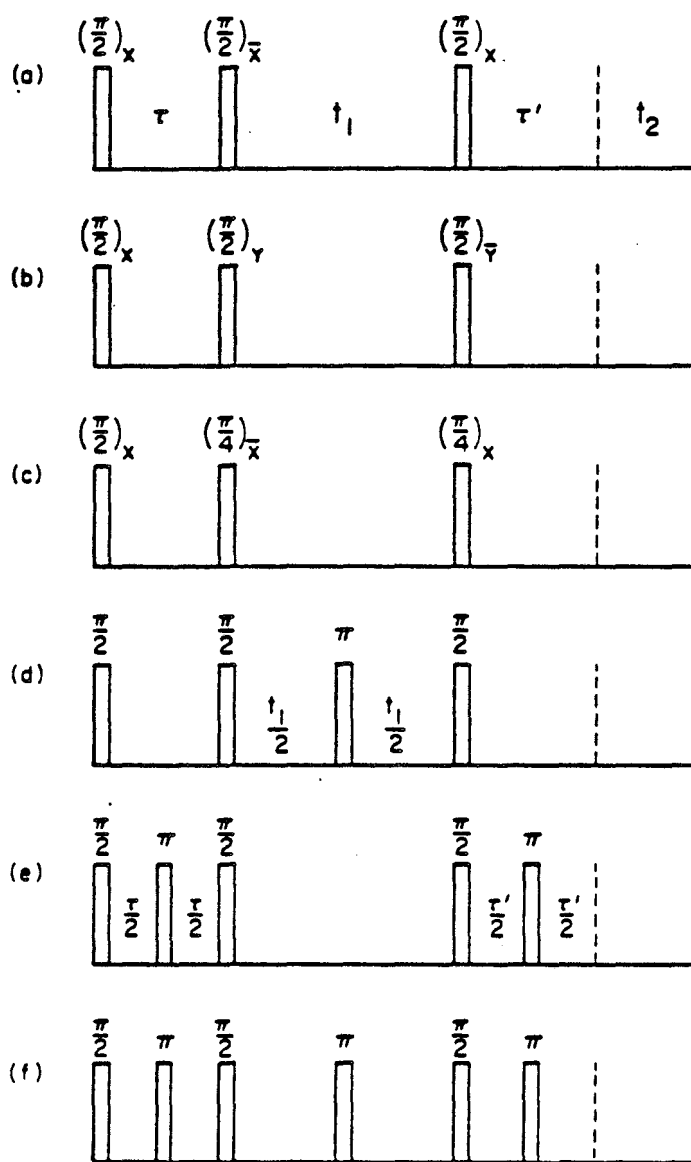 (π/2)X (π/2)X̄ (π/2)X
(a) τ t₁ τ′ t₂
(π/2)X (π/2)Y (π/2)Ȳ
(b)
(π/2)X (π/4)X̄ (π/4)X
(c)
π/2 π/2 π π/2
(d) t₁/2 t₁/2
π/2 π π/2 π/2 π
(e) τ/2 τ/2 τ′/2 τ′/2
π/2 π π/2 π π/2 π
(f)